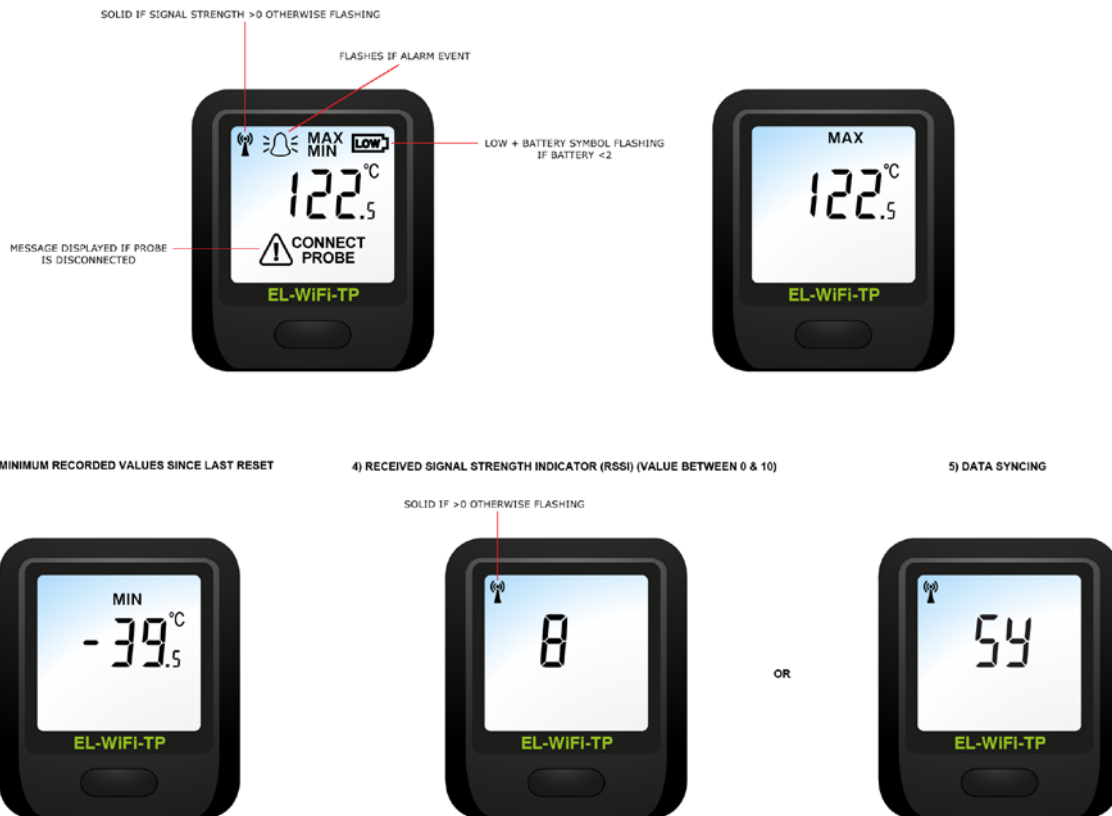 SOLID IF SIGNAL STRENGTH >0 OTHERWISE FLASHING
FLASHES IF ALARM EVENT
MAX
MIN
LOW
LOW + BATTERY SYMBOL FLASHING
IF BATTERY <2
122.5 °C
MESSAGE DISPLAYED IF PROBE
IS DISCONNECTED
CONNECT
PROBE
EL-WiFi-TP
MAX
122.5 °C
EL-WiFi-TP
MINIMUM RECORDED VALUES SINCE LAST RESET
4) RECEIVED SIGNAL STRENGTH INDICATOR (RSSI) (VALUE BETWEEN 0 & 10)
5) DATA SYNCING
SOLID IF >0 OTHERWISE FLASHING
MIN
-39.5 °C
EL-WiFi-TP
8
EL-WiFi-TP
OR
SY
EL-WiFi-TP